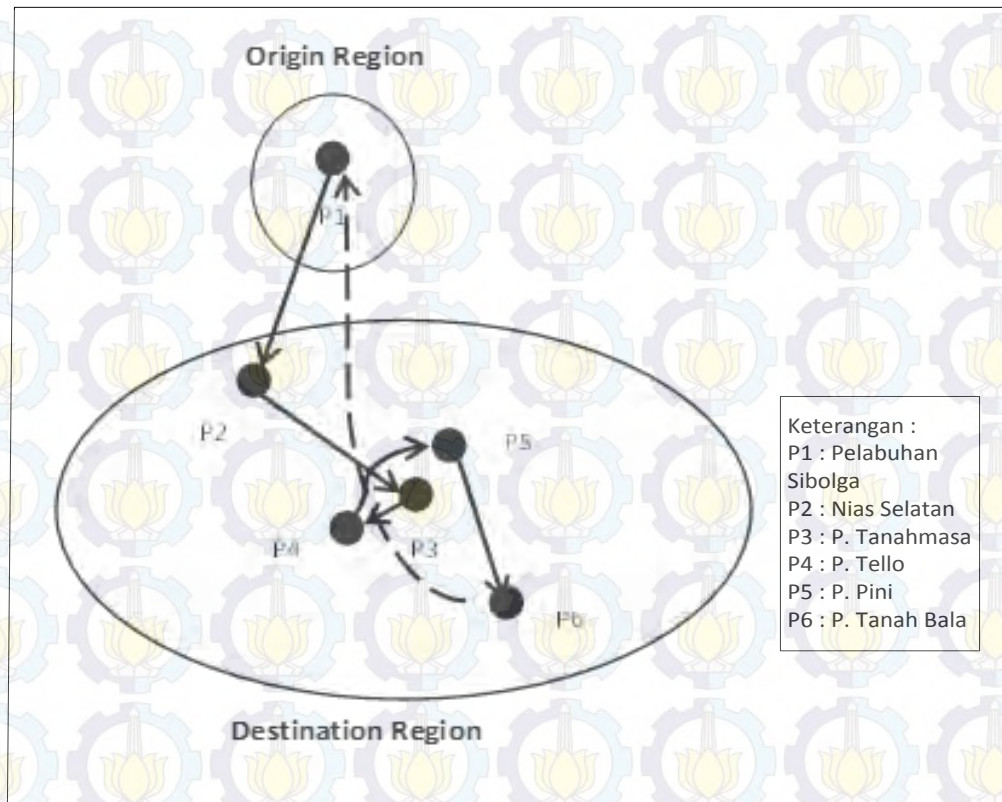 Origin Region
P1
P2
P5
P4
P3
P6
Destination Region
Keterangan :
P1 : Pelabuhan
Sibolga
P2 : Nias Selatan
P3 : P. Tanahmasa
P4 : P. Tello
P5 : P. Pini
P6 : P. Tanah Bala